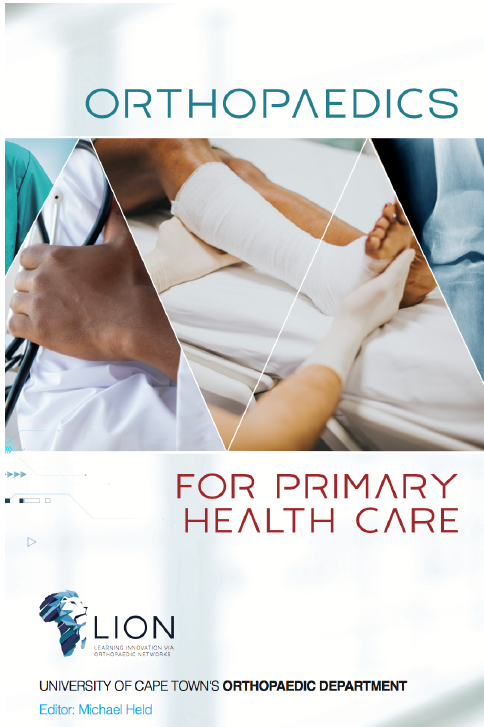 ORTHOPAEDICS
FOR PRIMARY
HEALTH CARE
LION
LEARNING INNOVATION VIA
ORTHOPAEDIC NETWORKS
UNIVERSITY OF CAPE TOWN'S ORTHOPAEDIC DEPARTMENT
Editor: Michael Held